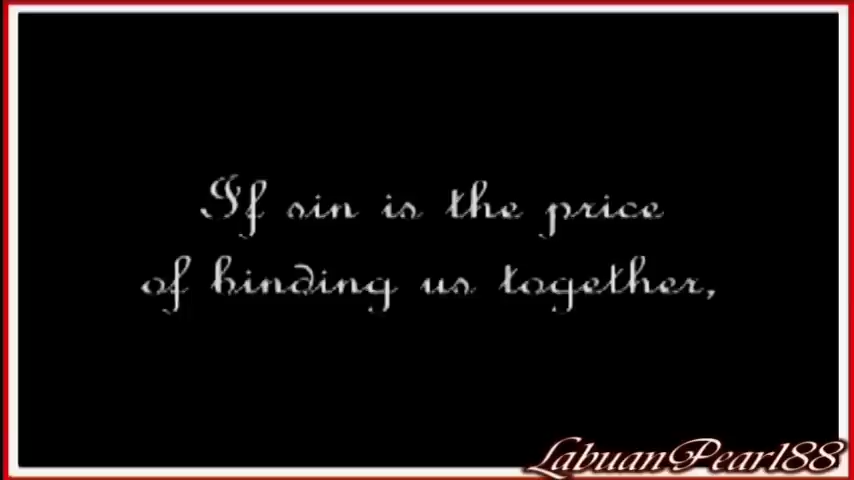 If sin is the price
of binding us together,
LabuanPearl88